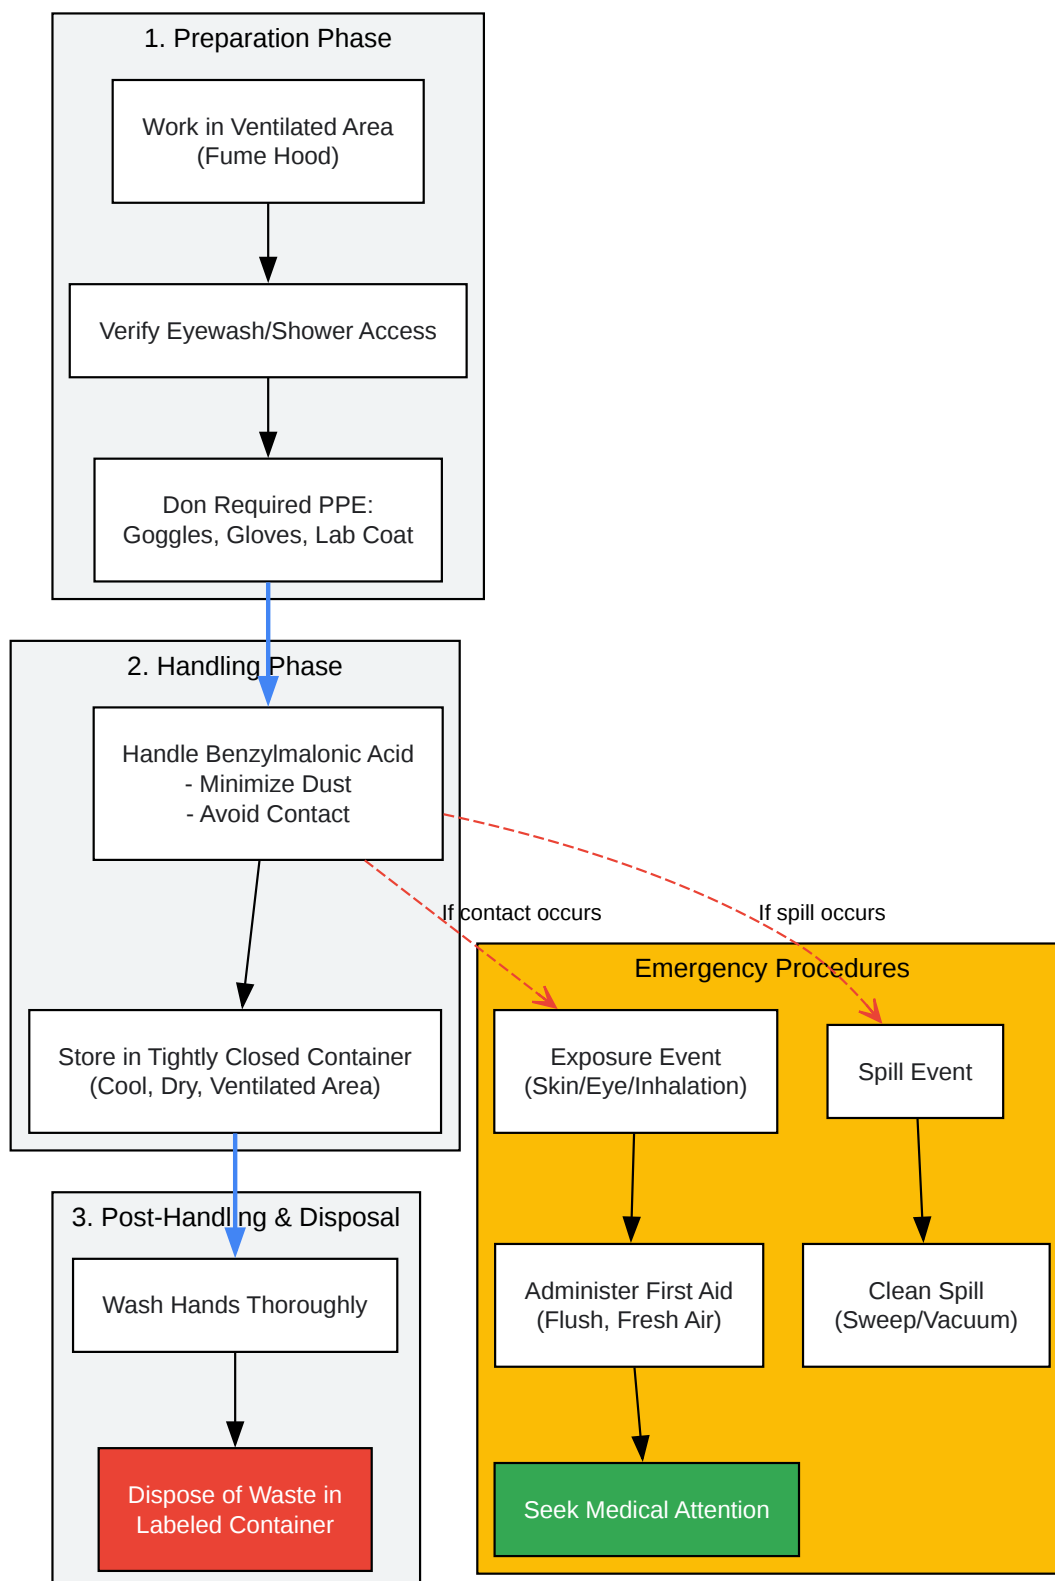 1. Preparation Phase
Work in Ventilated Area
(Fume Hood)
Verify Eyewash/Shower Access
Don Required PPE:
Goggles, Gloves, Lab Coat
2. Handling Phase
Handle Benzylmalonic Acid
- Minimize Dust
- Avoid Contact
If contact occurs
If spill occurs
Store in Tightly Closed Container
(Cool, Dry, Ventilated Area)
Emergency Procedures
Exposure Event
(Skin/Eye/Inhalation)
Spill Event
Administer First Aid
(Flush, Fresh Air)
Clean Spill
(Sweep/Vacuum)
Seek Medical Attention
3. Post-Handling & Disposal
Wash Hands Thoroughly
Dispose of Waste in
Labeled Container